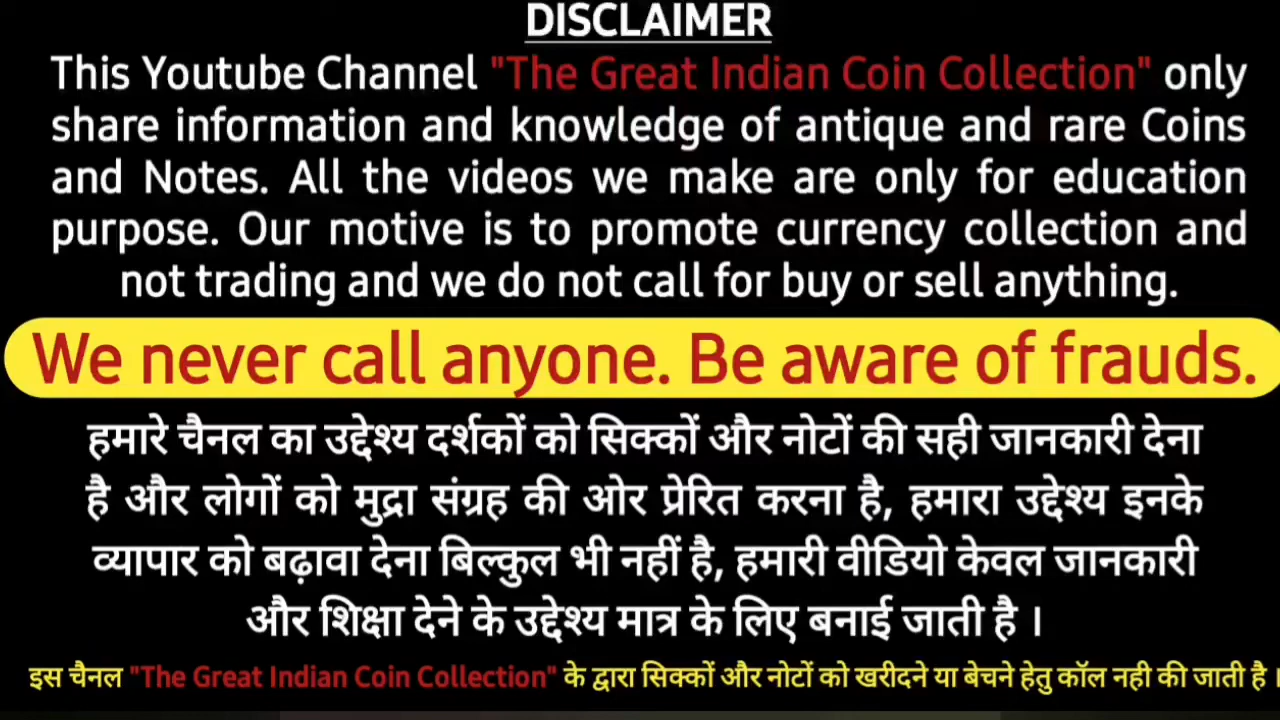 DISCLAIMER
This Youtube Channel "The Great Indian Coin Collection" only
share information and knowledge of antique and rare Coins
and Notes. All the videos we make are only for education
purpose. Our motive is to promote currency collection and
not trading and we do not call for buy or sell anything.
We never call anyone. Be aware of frauds.
हमारे चैनल का उद्देश्य दर्शकों को सिक्कों और नोटों की सही जानकारी देना
है और लोगों को मुद्रा संग्रह की ओर प्रेरित करना है, हमारा उद्देश्य इनके
व्यापार को बढ़ावा देना बिल्कुल भी नहीं है, हमारी वीडियो केवल जानकारी
और शिक्षा देने के उद्देश्य मात्र के लिए बनाई जाती है ।
इस चैनल "The Great Indian Coin Collection" के द्वारा सिक्कों और नोटों को खरीदने या बेचने हेतु कॉल नही की जाती है ।